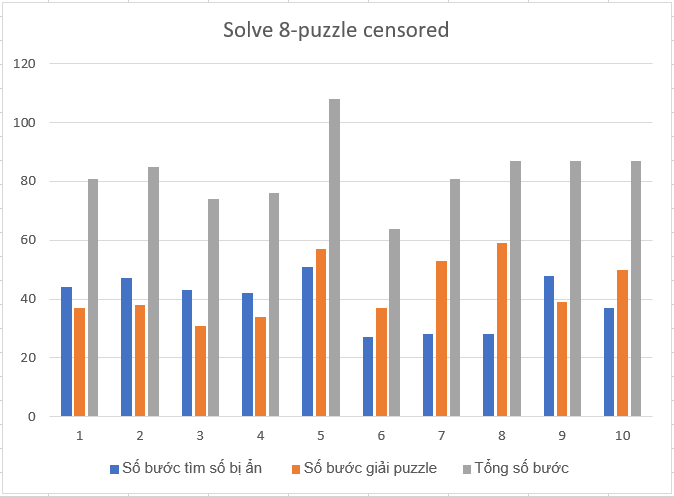 Solve 8-puzzle censored
120
100
80
60
40
20
0
1 2 3 4 5 6 7 8 9 10
Số bước tìm số bị ẩn Số bước giải puzzle Tổng số bước